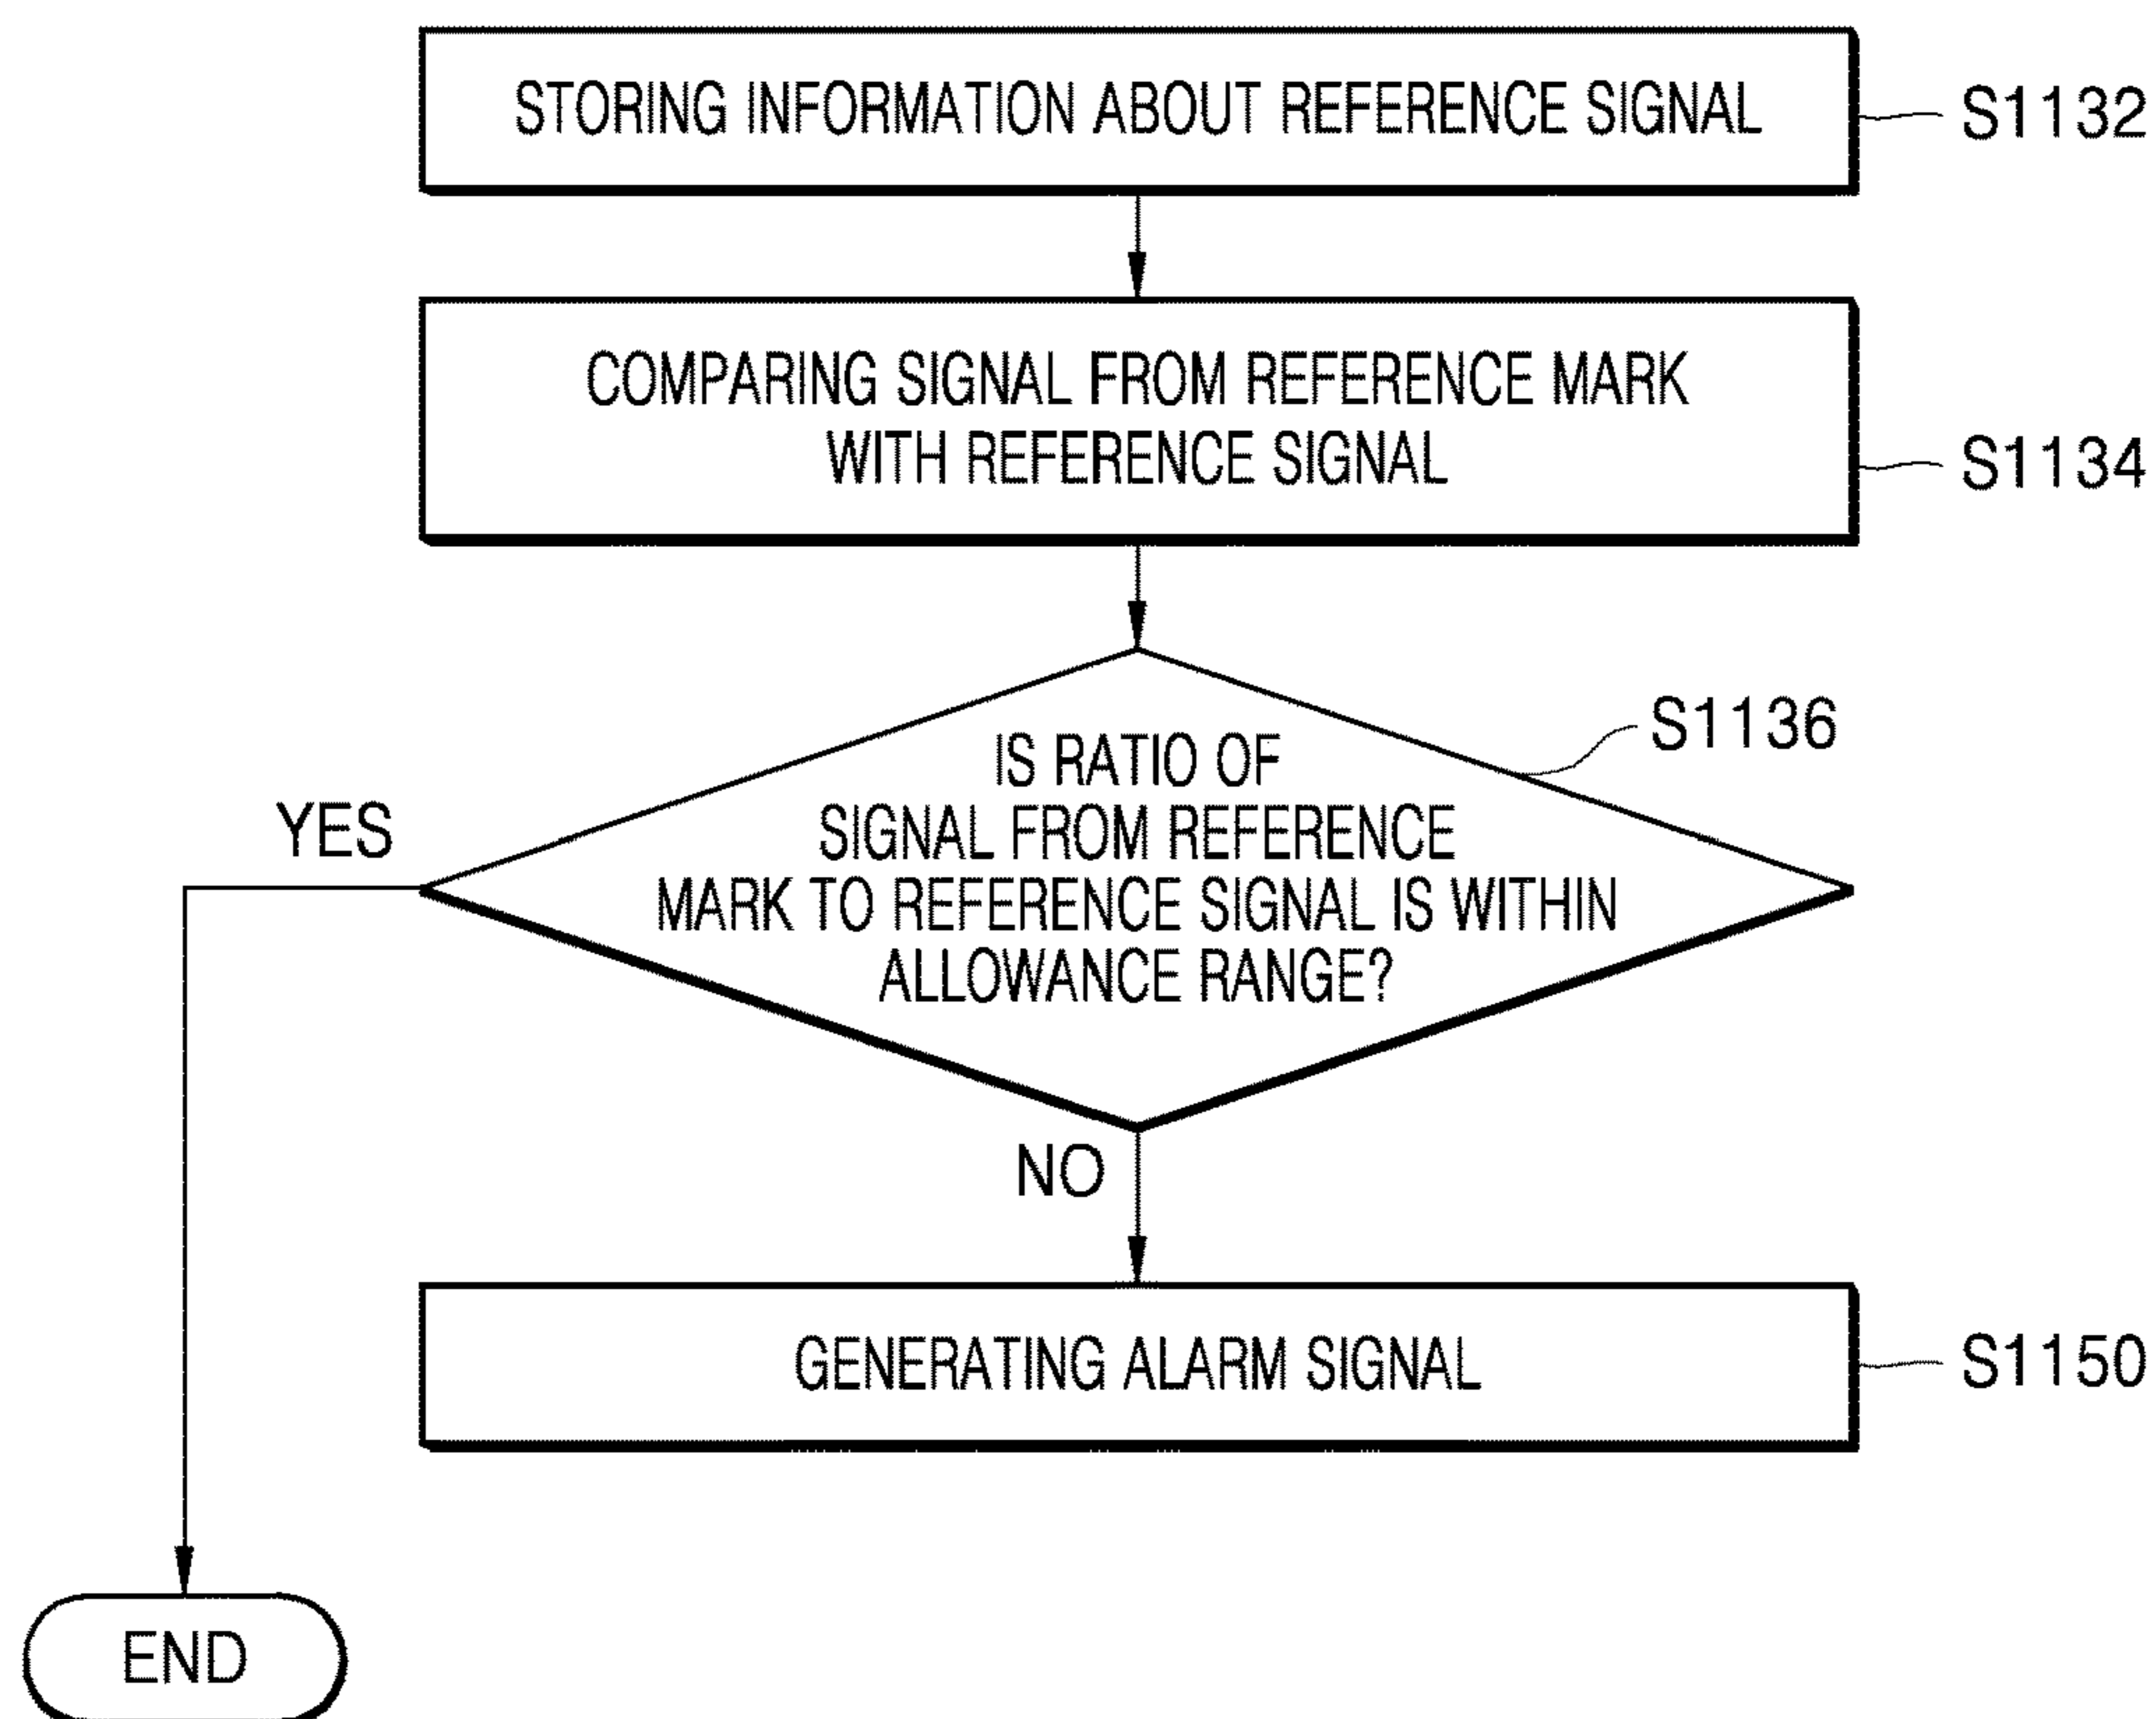 STORING INFORMATION ABOUT REFERENCE SIGNAL
S1132
COMPARING SIGNAL FROM REFERENCE MARK
WITH REFERENCE SIGNAL
S1134
S1136
IS RATIO OF
SIGNAL FROM REFERENCE
MARK TO REFERENCE SIGNAL IS WITHIN
ALLOWANCE RANGE?
YES
NO
GENERATING ALARM SIGNAL
S1150
END